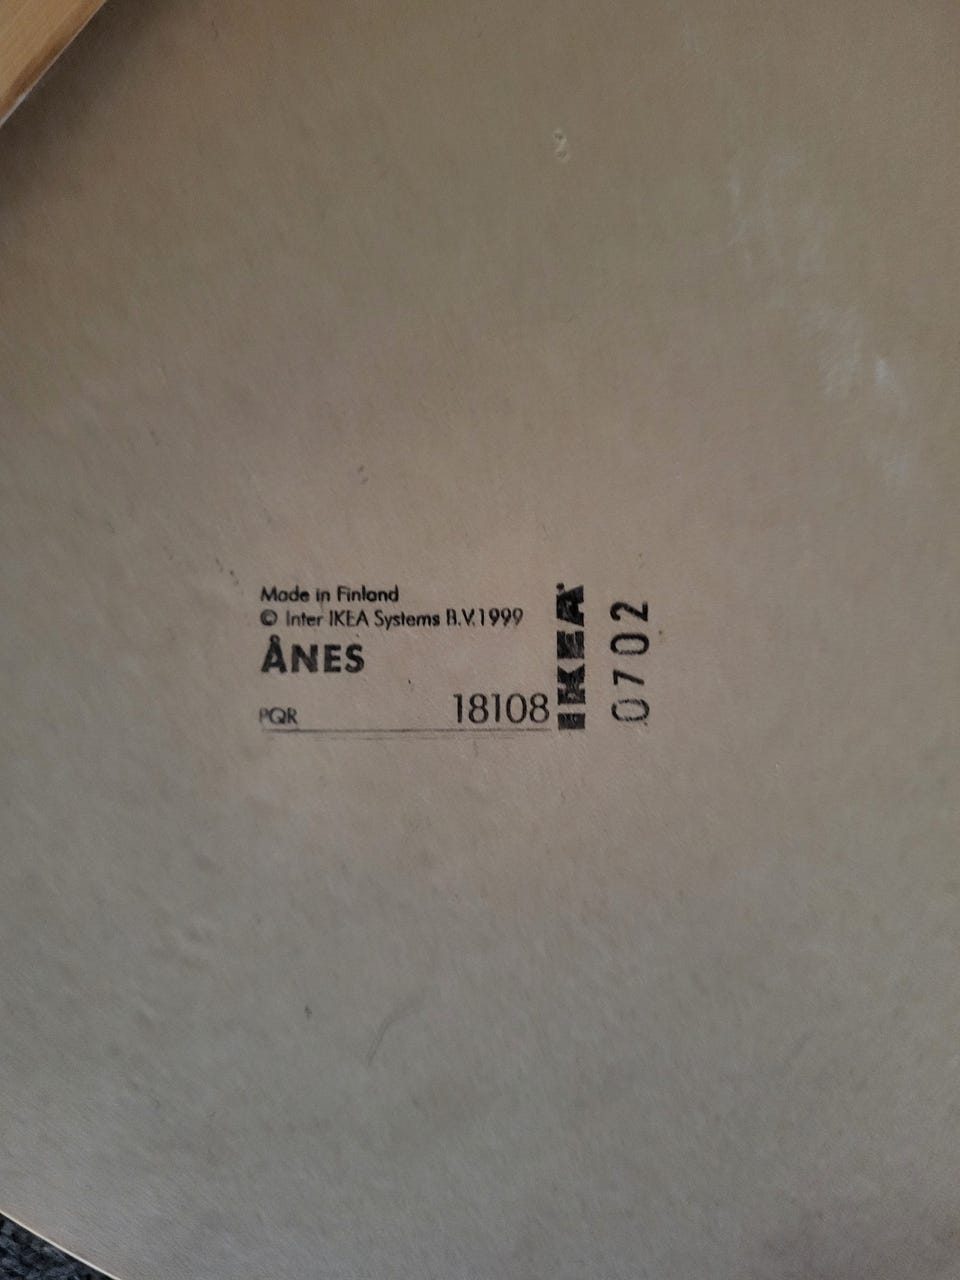 Made in Finland
© Inter IKEA Systems B.V.1999
ÅNES
PQR 18108
IKEA
0702